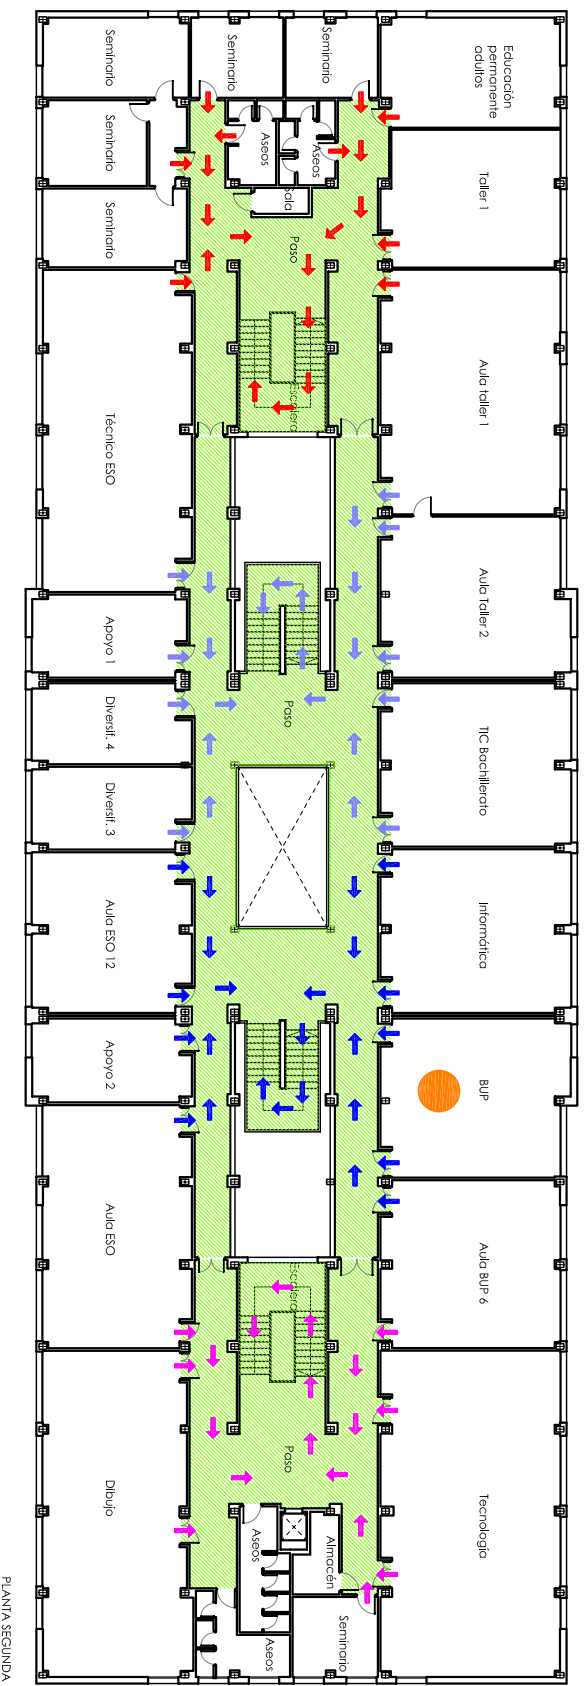 Educación
permanente
adultos
Seminario
Seminario
Seminario
Seminario
Seminario
Aseos
Aseos
Sala
Taller 1
Paso
Escalera
Aula taller 1
Técnico ESO
Aula Taller 2
Apoyo 1
Paso
TIC Bachillerato
Diversif. 4
Diversif. 3
Informática
Aula ESO 12
BUP
Apoyo 2
Aula BUP 6
Aula ESO
Escalera
Paso
Tecnología
Dibujo
Almacén
Aseos
Seminario
Aseos
PLANTA SEGUNDA